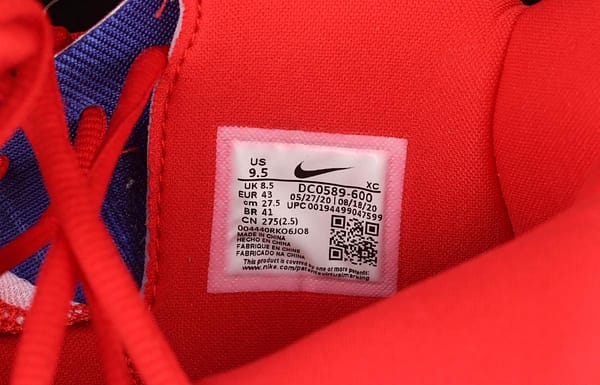 US
9.5
UK 8.5
EUR 43
cm 27.5
BR 41
CN 275(2.5)
XC
DC0589-600
05/27/20 08/18/20
UPC 00194499047599
004440RKO6JO8
MADE IN CHINA
HECHO EN CHINA
FABRIQUE EN CHINE
FABRICADO NA CHINA
This product is covered by one or more patents:
www.nike.com/patentsvirtualmarking